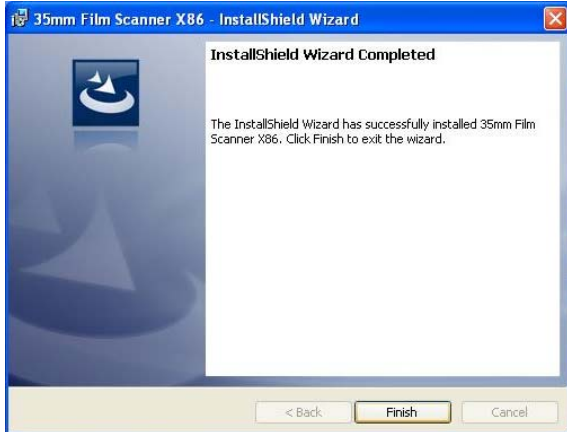 35mm Film Scanner X86 - InstallShield Wizard
InstallShield Wizard Completed
The InstallShield Wizard has successfully installed 35mm Film
Scanner X86. Click Finish to exit the wizard.
< Back
Finish
Cancel